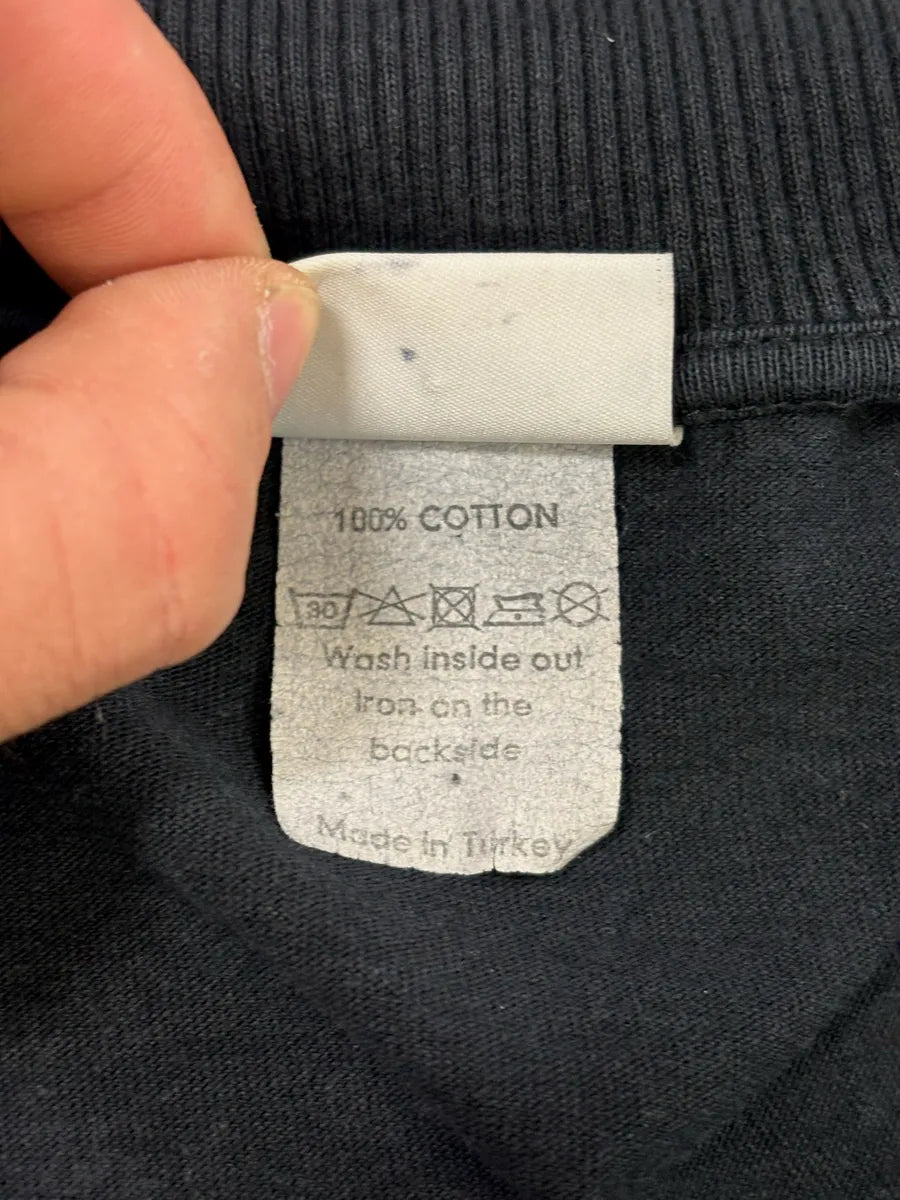 100% COTTON
30
Wash inside out
Iron on the
backside
Made in Turkey